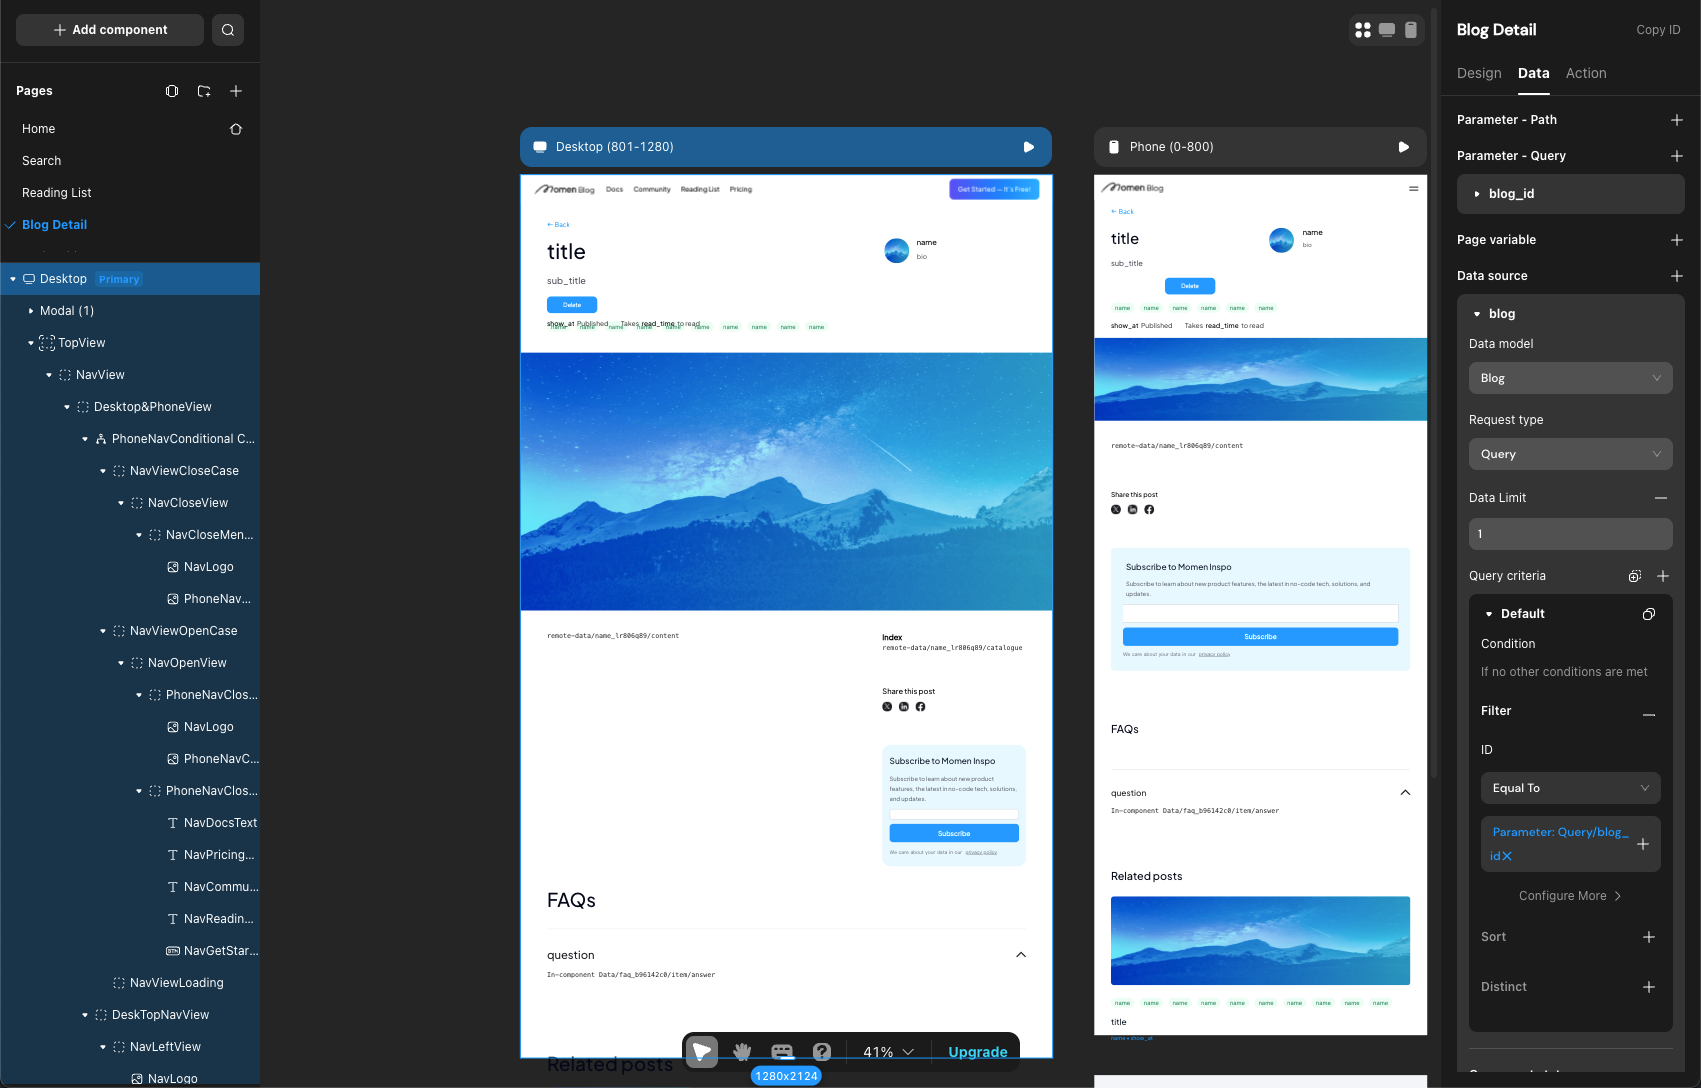 Add component
Pages
Home
Search
Reading List
Blog Detail
Desktop Primary
Modal (1)
TopView
NavView
Desktop&PhoneView
PhoneNavConditional C...
NavViewCloseCase
NavCloseView
NavCloseMen...
NavLogo
PhoneNav...
NavViewOpenCase
NavOpenView
PhoneNavClos...
NavLogo
PhoneNavC...
PhoneNavClos...
NavDocsText
NavPricing...
NavCommu...
NavReadin...
BTN NavGetStar...
NavViewLoading
DeskTopNavView
NavLeftView
NavLogo
Desktop (801-1280)
Momen Blog Docs Community Reading List Pricing Get Started — It's Free!
← Back
title
name
bio
sub_title
Delete
show_at Published Takes read_time to read
name name name name name name name name name name
remote-data/name_lr806q89/content
Index
remote-data/name_lr806q89/catalogue
Share this post
Subscribe to Momen Inspo
Subscribe to learn about new product
features, the latest in no-code tech, solutions,
and updates.
Subscribe
We care about your data in our privacy policy
FAQs
question
In-component Data/faq_b96142c0/item/answer
Related posts
41%
Upgrade
1280x2124
Phone (0-800)
Momen Blog
← Back
title
name
bio
sub_title
Delete
name name name name name name
show_at Published Takes read_time to read
remote-data/name_lr806q89/content
Share this post
Subscribe to Momen Inspo
Subscribe to learn about new product features, the latest in no-code tech, solutions, and
updates.
Subscribe
We care about your data in our privacy policy
FAQs
question
In-component Data/faq_b96142c0/item/answer
Related posts
name name name name name name name name name name
title
name • show_at
Blog Detail Copy ID
Design Data Action
Parameter - Path
Parameter - Query
blog_id
Page variable
Data source
blog
Data model
Blog
Request type
Query
Data Limit
1
Query criteria
Default
Condition
If no other conditions are met
Filter
ID
Equal To
Parameter: Query/blog_
id
Configure More
Sort
Distinct